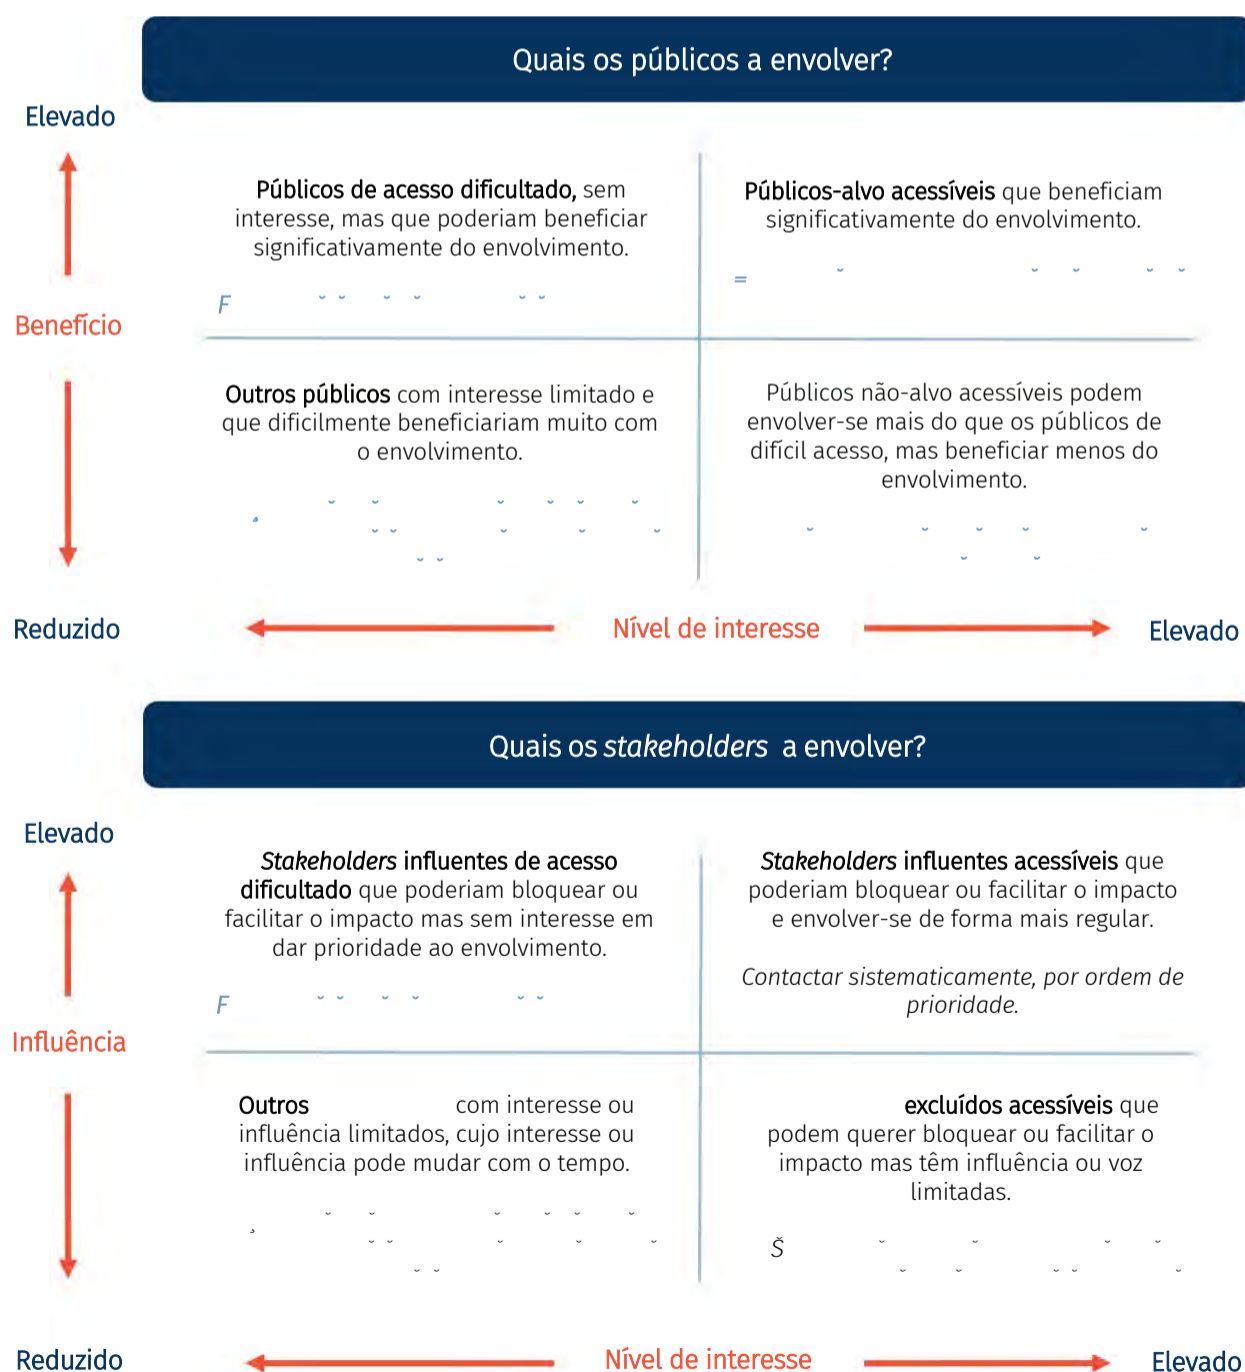 Quais os públicos a envolver?
Elevado
Públicos de acesso dificultado, sem
interesse, mas que poderiam beneficiar
significativamente do envolvimento.
Públicos-alvo acessíveis que beneficiam
significativamente do envolvimento.
Benefício
Outros públicos com interesse limitado e
que dificilmente beneficiariam muito com
o envolvimento.
Públicos não-alvo acessíveis podem
envolver-se mais do que os públicos de
difícil acesso, mas beneficiar menos do
envolvimento.
Reduzido
Nível de interesse
Elevado
Quais os stakeholders a envolver?
Elevado
Stakeholders influentes de acesso
dificultado que poderiam bloquear ou
facilitar o impacto mas sem interesse em
dar prioridade ao envolvimento.
Stakeholders influentes acessíveis que
poderiam bloquear ou facilitar o impacto
e envolver-se de forma mais regular.
Contactar sistematicamente, por ordem de
prioridade.
Influência
Outros com interesse ou
influência limitados, cujo interesse ou
influência pode mudar com o tempo.
excluídos acessíveis que
podem querer bloquear ou facilitar o
impacto mas têm influência ou voz
limitadas.
Reduzido
Nível de interesse
Elevado